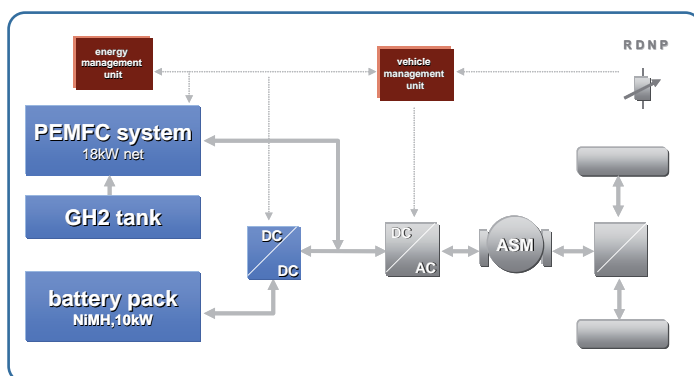 energy
management
unit
vehicle
management
unit
R D N P
PEMFC system
18kW net
GH2 tank
DC
DC
DC
AC
ASM
battery pack
NiMH,10kW